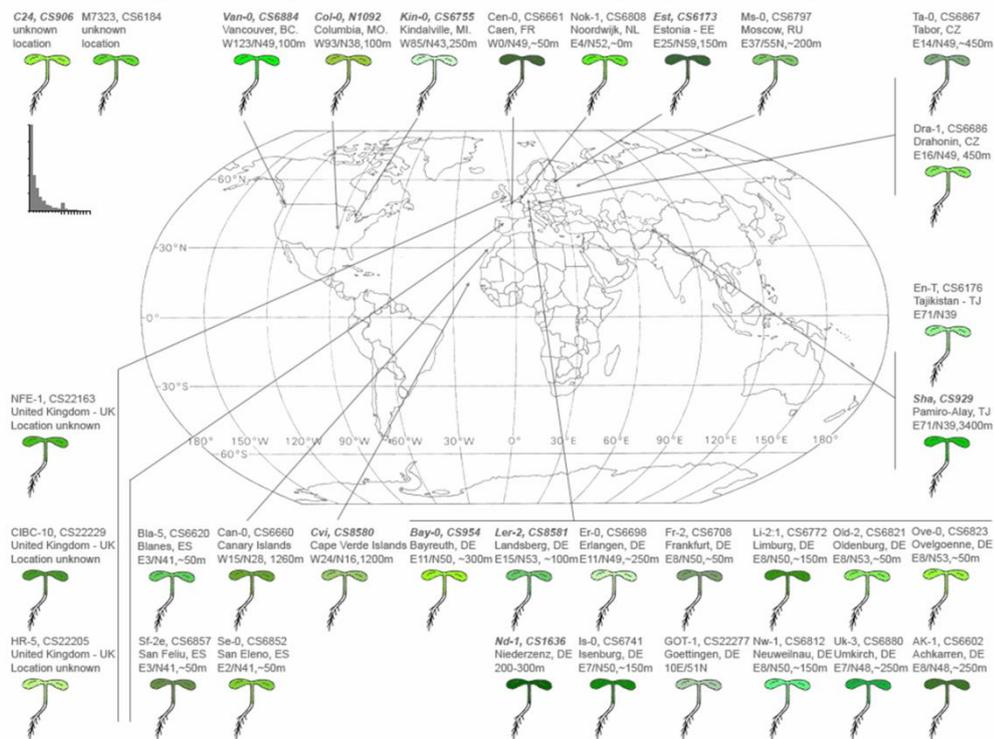 C24, CS906
unknown
location
M7323, CS6184
unknown
location
Van-0, CS6884
Vancouver, BC.
W123/N49,100m
Col-0, N1092
Columbia, MO.
W93/N38,100m
Kin-0, CS6755
Kindalville, MI.
W85/N43,250m
Cen-0, CS6661
Caen, FR
W0/N49,~50m
Nok-1, CS6808
Noordwijk, NL
E4/N52,~0m
Est, CS6173
Estonia - EE
E25/N59,150m
Ms-0, CS6797
Moscow, RU
E37/55N,~200m
Ta-0, CS6867
Tabor, CZ
E14/N49,~450m
Dra-1, CS6686
Drahonin, CZ
E16/N49, 450m
60°N
30°N
0°
30°S
60°S
180°
150°W
120°W
90°W
60°W
30°W
0°
30°E
60°E
90°E
120°E
150°E
180°
En-T, CS6176
Tajikistan - TJ
E71/N39
Sha, CS929
Pamiro-Alay, TJ
E71/N39,3400m
NFE-1, CS22163
United Kingdom - UK
Location unknown
CIBC-10, CS22229
United Kingdom - UK
Location unknown
Bla-5, CS6620
Blanes, ES
E3/N41,~50m
Can-0, CS6660
Canary Islands
W15/N28, 1260m
Cvi, CS8580
Cape Verde Islands
W24/N16,1200m
Bay-0, CS954
Bayreuth, DE
E11/N50, ~300m
Ler-2, CS8581
Landsberg, DE
E15/N53, ~100m
Er-0, CS6698
Erlangen, DE
E11/N49,~250m
Fr-2, CS6708
Frankfurt, DE
E8/N50,~50m
Li-2:1, CS6772
Limburg, DE
E8/N50,~150m
Old-2, CS6821
Oldenburg, DE
E8/N53,~50m
Ove-0, CS6823
Ovelgoenne, DE
E8/N53,~50m
HR-5, CS22205
United Kingdom - UK
Location unknown
Sf-2e, CS6857
San Feliu, ES
E3/N41,~50m
Se-0, CS6852
San Eleno, ES
E2/N41,~50m
Nd-1, CS1636
Niederzenz, DE
200-300m
Is-0, CS6741
Isenburg, DE
E7/N50,~150m
GOT-1, CS22277
Goettingen, DE
10E/51N
Nw-1, CS6812
Neuweilnau, DE
E8/N50,~150m
Uk-3, CS6880
Umkirch, DE
E7/N48,~250m
AK-1, CS6602
Achkarren, DE
E8/N48,~250m